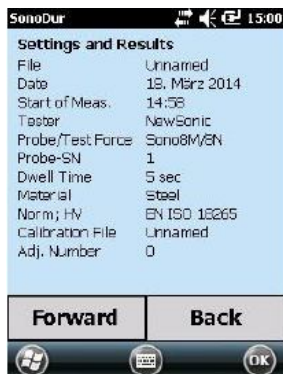 SonoDur 15:00
Settings and Results
File Unnamed
Date 19. März 2014
Start of Meas. 14:58
Tester NewSonic
Probe/Test Force Sono8M/8N
Probe-SN 1
Dwell Time 5 sec
Material Steel
Norm; HV EN ISO 18265
Calibration File Unnamed
Adj. Number 0
Forward Back
OK